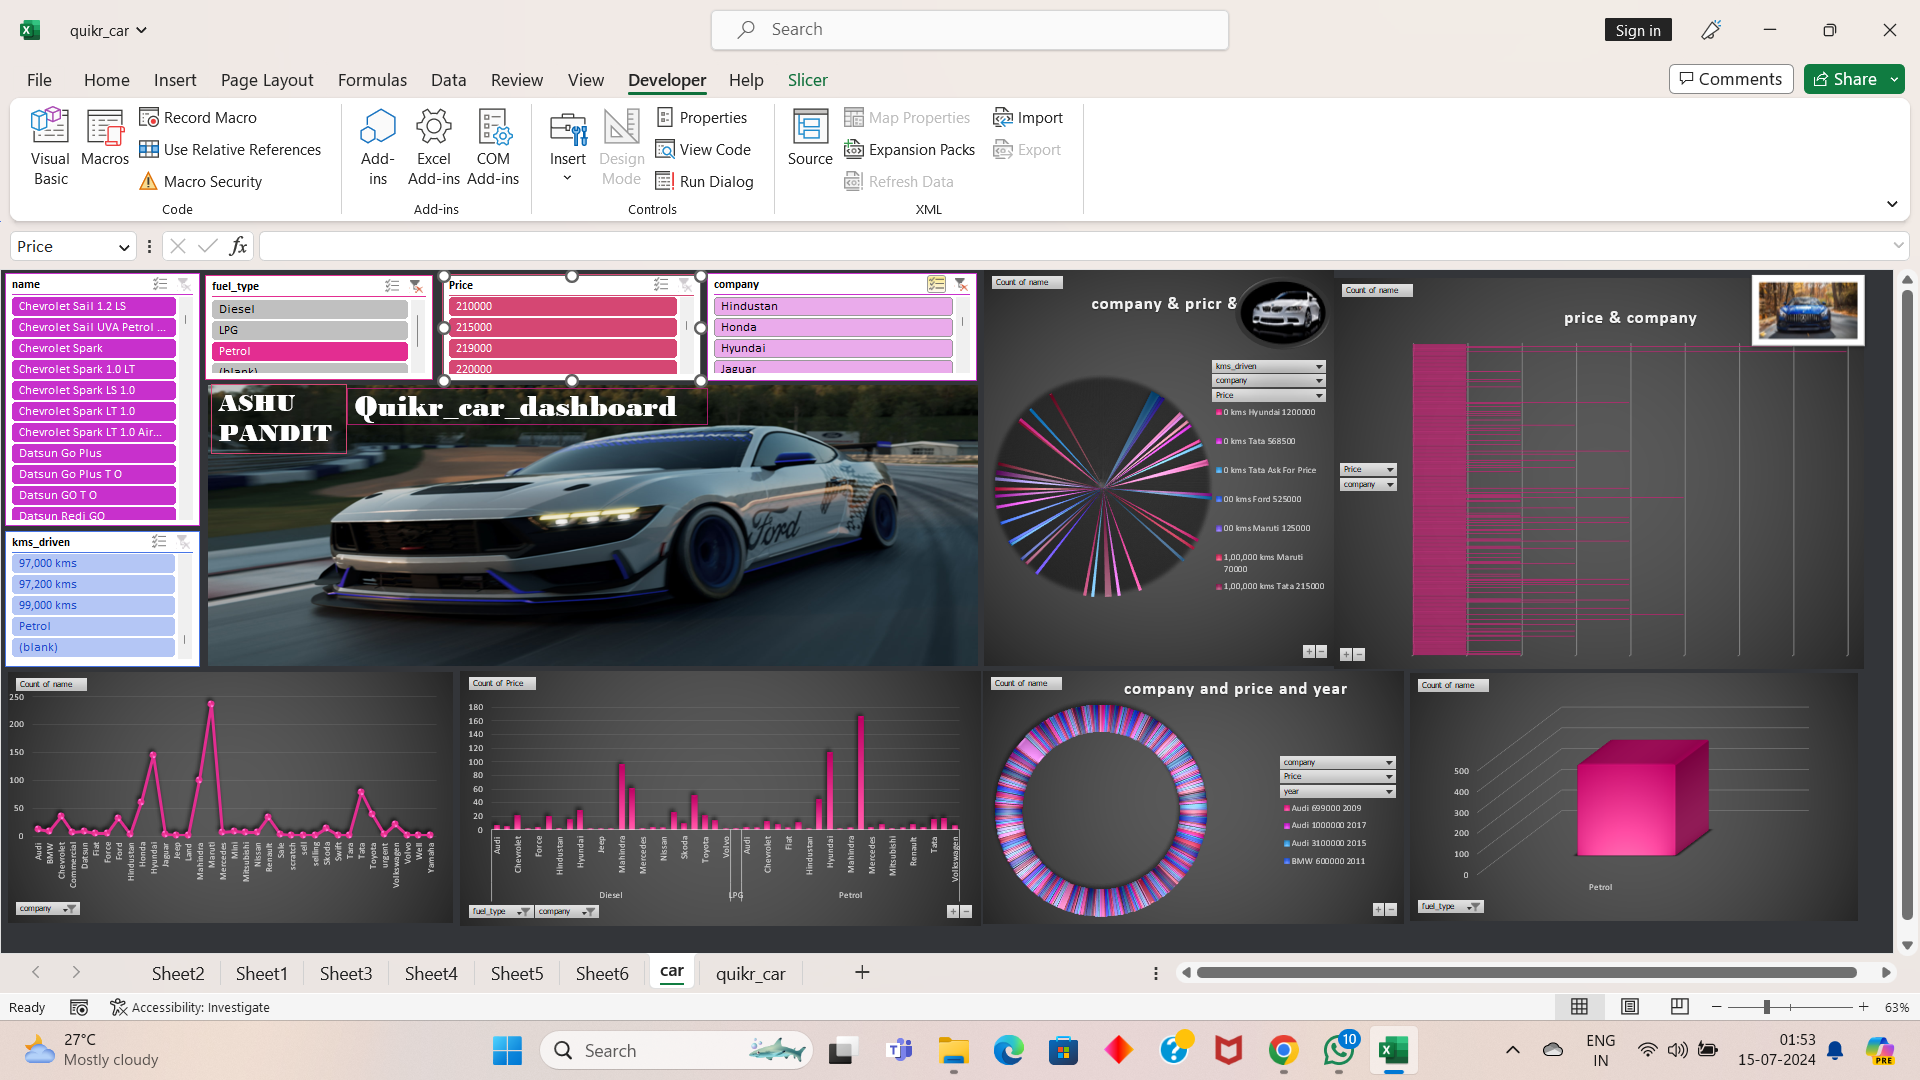 quikr_car
Search
Sign in
File
Home
Insert
Page Layout
Formulas
Data
Review
View
Developer
Help
Slicer
Comments
Share
Visual
Basic
Macros
Record Macro
Use Relative References
Macro Security
Code
Add-
ins
Excel
Add-ins
COM
Add-ins
Add-ins
Insert
Design
Mode
Properties
View Code
Run Dialog
Controls
Source
Map Properties
Expansion Packs
Refresh Data
Import
Export
XML
Price
fx
name
Chevrolet Sail 1.2 LS
Chevrolet Sail UVA Petrol ...
Chevrolet Spark
Chevrolet Spark 1.0 LT
Chevrolet Spark LS 1.0
Chevrolet Spark LT 1.0
Chevrolet Spark LT 1.0 Air...
Datsun Go Plus
Datsun Go Plus T O
Datsun GO T O
Datsun Redi GO
kms_driven
97,000 kms
97,200 kms
99,000 kms
Petrol
(blank)
fuel_type
Diesel
LPG
Petrol
(blank)
Price
210000
215000
219000
220000
company
Hindustan
Honda
Hyundai
Jaguar
ASHU
PANDIT
Quikr_car_dashboard
Ford
Count of name
company & pricr &
kms_driven
company
Price
0 kms Hyundai 1200000
0 kms Tata 568500
0 kms Tata Ask For Price
00 kms Ford 525000
00 kms Maruti 125000
1,00,000 kms Maruti
70000
1,00,000 kms Tata 215000
Count of name
price & company
Price
company
Count of name
250
200
150
100
50
0
Audi
BMW
Chevrolet
Commercial
Datsun
Fiat
Force
Ford
Hindustan
Honda
Hyundai
Jaguar
Jeep
Land
Mahindra
Maruti
Mercedes
Mini
Mitsubishi
Nissan
Renault
Sale
scratch
sell
selling
Skoda
Swift
Tara
Tata
Toyota
urgent
Volkswagen
Volvo
Well
Yamaha
company
Count of Price
180
160
140
120
100
80
60
40
20
0
Audi
Chevrolet
Force
Hindustan
Hyundai
Jeep
Mahindra
Mercedes
Nissan
Skoda
Toyota
Volvo
Audi
Chevrolet
Fiat
Hindustan
Hyundai
Mahindra
Mercedes
Mitsubishi
Renault
Tata
Volkswagen
Diesel
LPG
Petrol
fuel_type
company
Count of name
company and price and year
company
Price
year
Audi 699000 2009
Audi 1000000 2017
Audi 3100000 2015
BMW 600000 2011
Count of name
500
400
300
200
100
0
Petrol
fuel_type
Sheet2
Sheet1
Sheet3
Sheet4
Sheet5
Sheet6
car
quikr_car
Ready
Accessibility: Investigate
63%
27°C
Mostly cloudy
Search
10
PRE
ENG
IN
01:53
15-07-2024